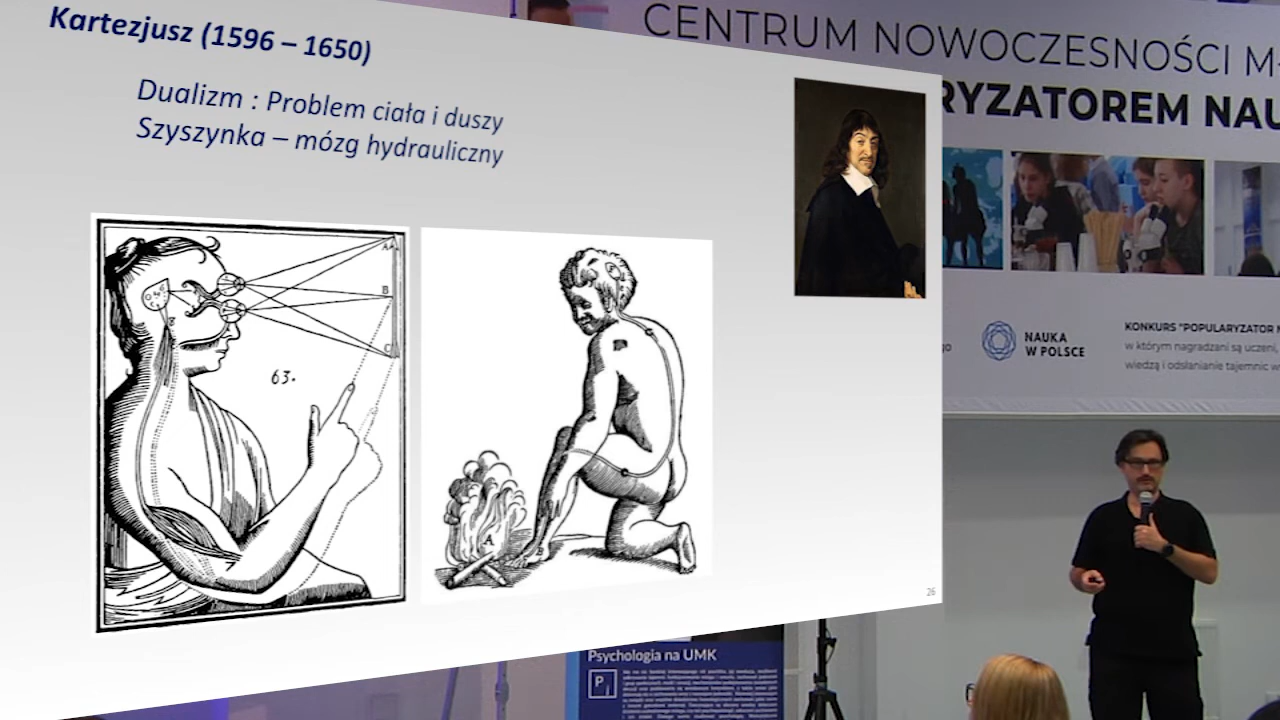 Kartezjusz (1596 – 1650)
Dualizm : Problem ciała i duszy
Szyszynka – mózg hydrauliczny
A
B
C
63.
A
B
26
CENTRUM NOWOCZESNOŚCI
RYZATOREM NAU
NAUKA
W POLSCE
KONKURS "POPULARYZATOR
w którym nagradzani są uczeni,
wiedzą i odsłanianie tajemnic
Psychologia na UMK